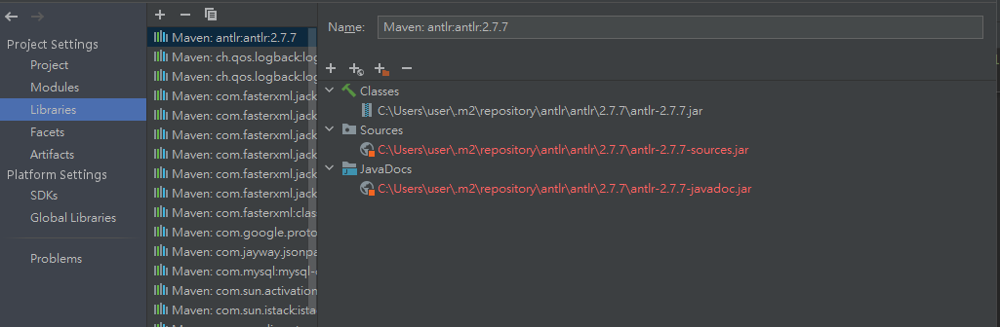 Project Settings
Project
Modules
Libraries
Facets
Artifacts
Platform Settings
SDKs
Global Libraries
Problems
Maven: antlr:antlr:2.7.7
Maven: ch.qos.logback:log
Maven: ch.qos.logback:log
Maven: com.fasterxml.jack
Maven: com.fasterxml.jack
Maven: com.fasterxml.jack
Maven: com.fasterxml.jack
Maven: com.fasterxml.jack
Maven: com.fasterxml.jack
Maven: com.fasterxml:clas
Maven: com.google.proto
Maven: com.jayway.jsonpa
Maven: com.mysql:mysql-c
Maven: com.sun.activation
Maven: com.sun.istack:ista
Name: Maven: antlr:antlr:2.7.7
Classes
C:\Users\user\.m2\repository\antlr\antlr\2.7.7\antlr-2.7.7.jar
Sources
C:\Users\user\.m2\repository\antlr\antlr\2.7.7\antlr-2.7.7-sources.jar
JavaDocs
C:\Users\user\.m2\repository\antlr\antlr\2.7.7\antlr-2.7.7-javadoc.jar